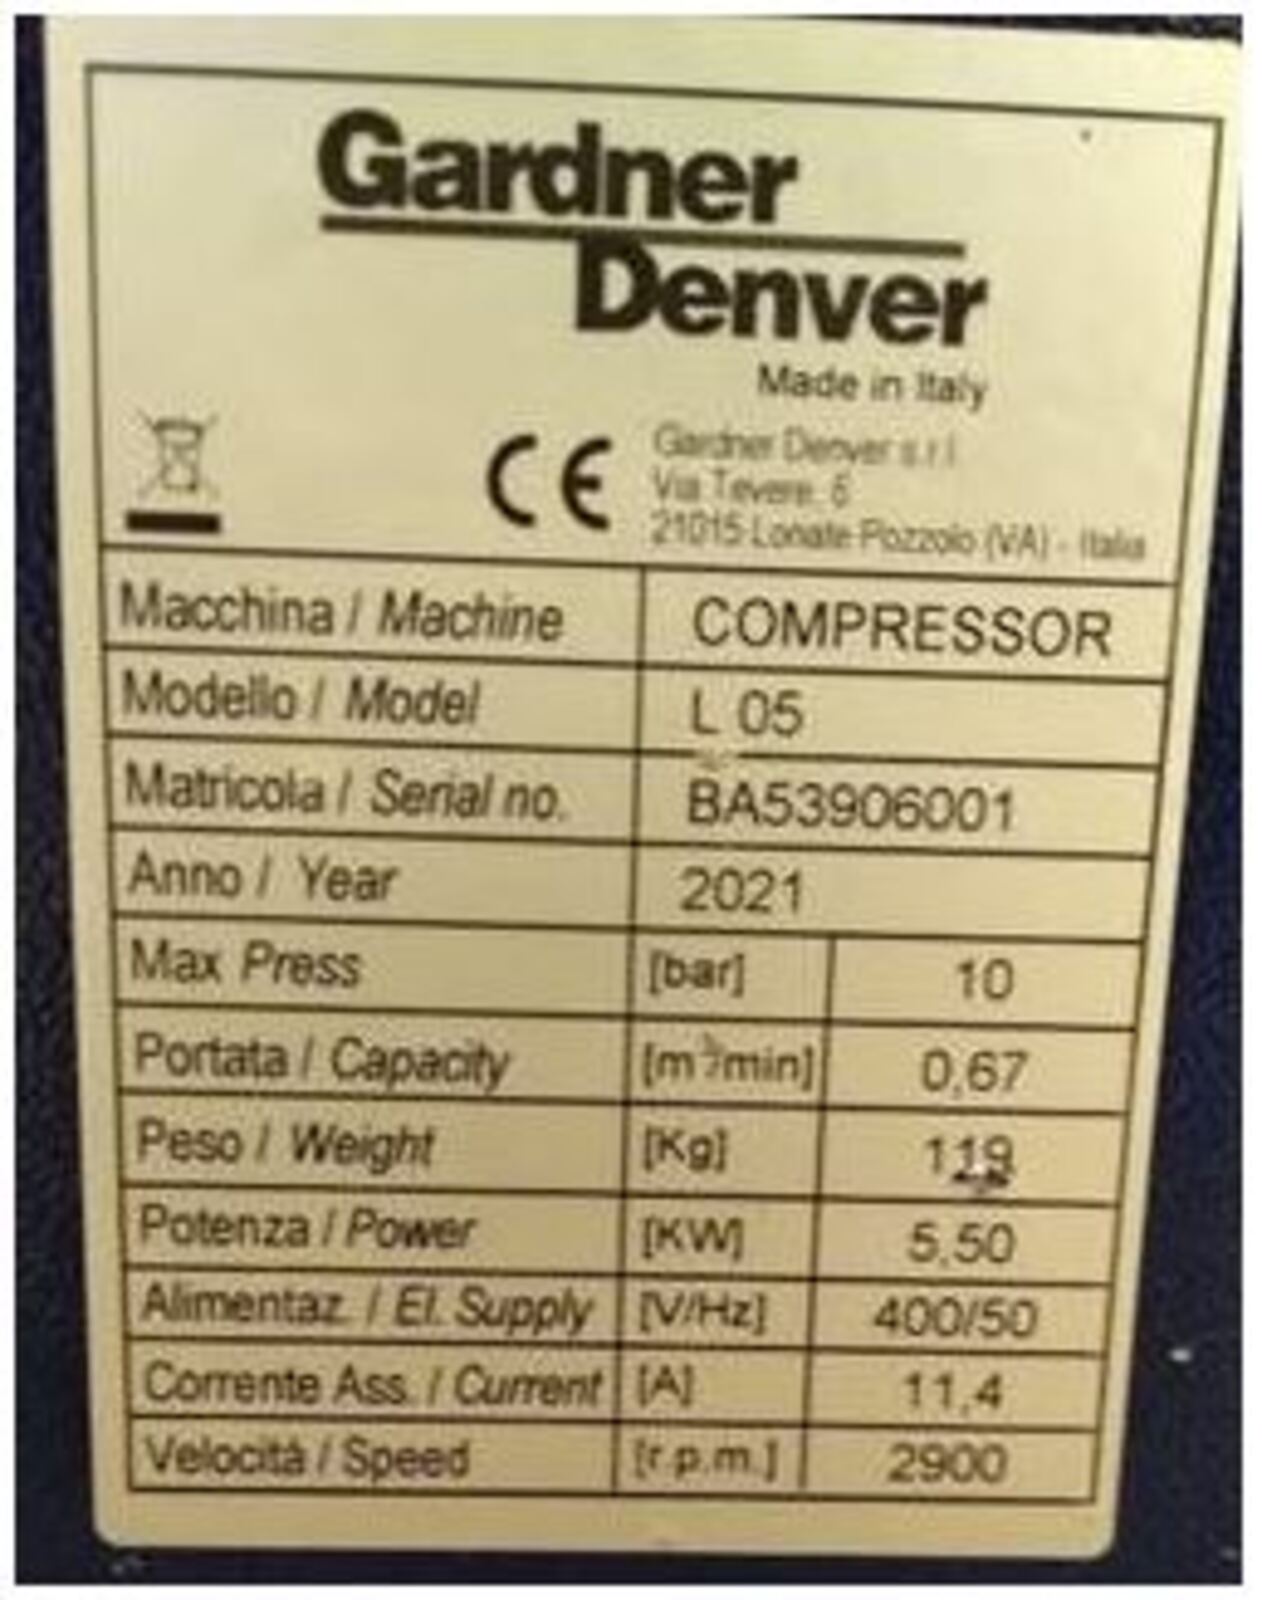 Gardner
Denver
Made in Italy
CE
Gardner Denver s.r.l.
Via Tevere, 6
21015 Lonate Pozzolo (VA) - Italia
Macchina / Machine COMPRESSOR
Modello / Model L 05
Matricola / Serial no. BA53906001
Anno / Year 2021
Max Press [bar] 10
Portata / Capacity [m³/min] 0,67
Peso / Weight [Kg] 119
Potenza / Power [KW] 5,50
Alimentaz. / El. Supply [V/Hz] 400/50
Corrente Ass. / Current [A] 11,4
Velocità / Speed [r.p.m.] 2900